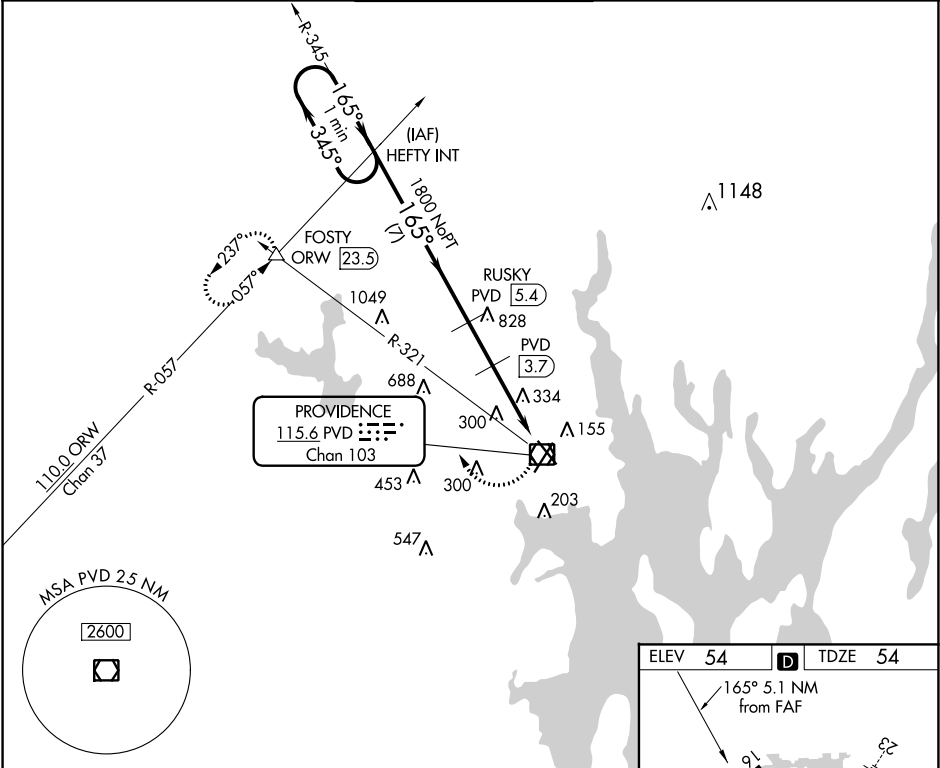 R-345
165°
1 min
345°
(IAF)
HEFTY INT
1800 NoPT
165°
(7)
1148
FOSTY
ORW 23.5
237°
057°
RUSKY
PVD 5.4
828
1049
R-321
PVD
3.7
R-057
688
334
PROVIDENCE
115.6 PVD
Chan 103
300
155
110.0 ORW
Chan 37
453
300
203
547
MSA PVD 25 NM
2600
ELEV 54
D
TDZE 54
165° 5.1 NM
from FAF
16
23